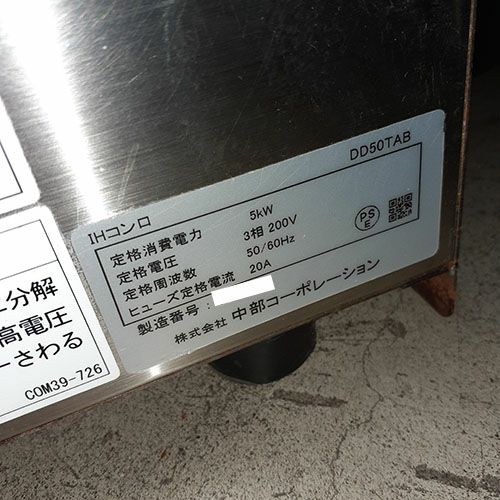 IHコンロ DD50TAB
定格消費電力 5kW
定格電圧 3相 200V
定格周波数 50/60Hz
ヒューズ定格電流 20A
製造番号:
株式会社 中部コーポレーション
PS
E
分解
高電圧
さわる
COM39-726